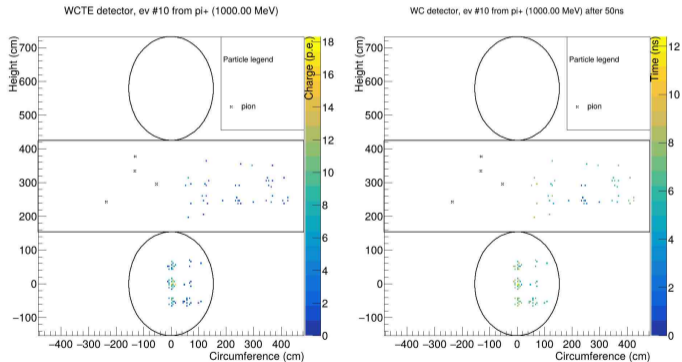 WCTE detector, ev #10 from pi+ (1000.00 MeV)
Height (cm)
700
600
500
400
300
200
100
0
−100
−400 −300 −200 −100 0 100 200 300 400
Circumference (cm)
Particle legend
pion
Charge (p.e.)
18
16
14
12
10
8
6
4
2
0
WC detector, ev #10 from pi+ (1000.00 MeV) after 50ns
Height (cm)
700
600
500
400
300
200
100
0
−100
−400 −300 −200 −100 0 100 200 300 400
Circumference (cm)
Particle legend
pion
Time (ns)
12
10
8
6
4
2
0